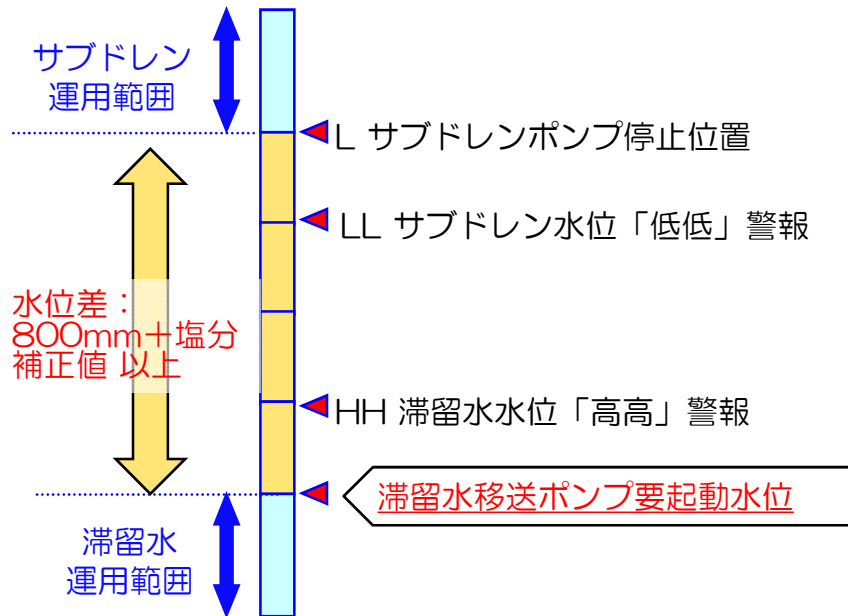 サブドレン
運用範囲
L サブドレンポンプ停止位置
LL サブドレン水位「低低」警報
水位差：
800mm＋塩分
補正値 以上
HH 滞留水水位「高高」警報
滞留水移送ポンプ要起動水位
滞留水
運用範囲